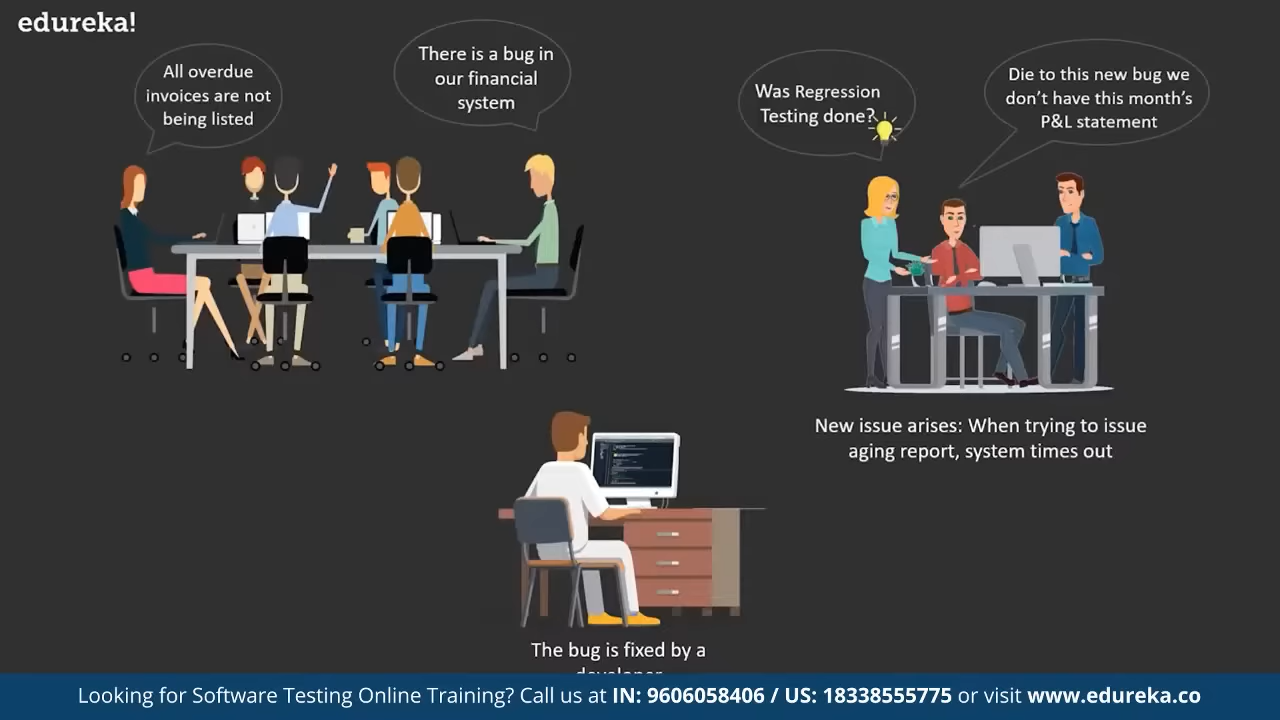 edureka!
All overdue
invoices are not
being listed
There is a bug in
our financial
system
Was Regression
Testing done?
Die to this new bug we
don't have this month's
P&L statement
New issue arises: When trying to issue
aging report, system times out
The bug is fixed by a
developer
Looking for Software Testing Online Training? Call us at IN: 9606058406 / US: 18338555775 or visit www.edureka.co